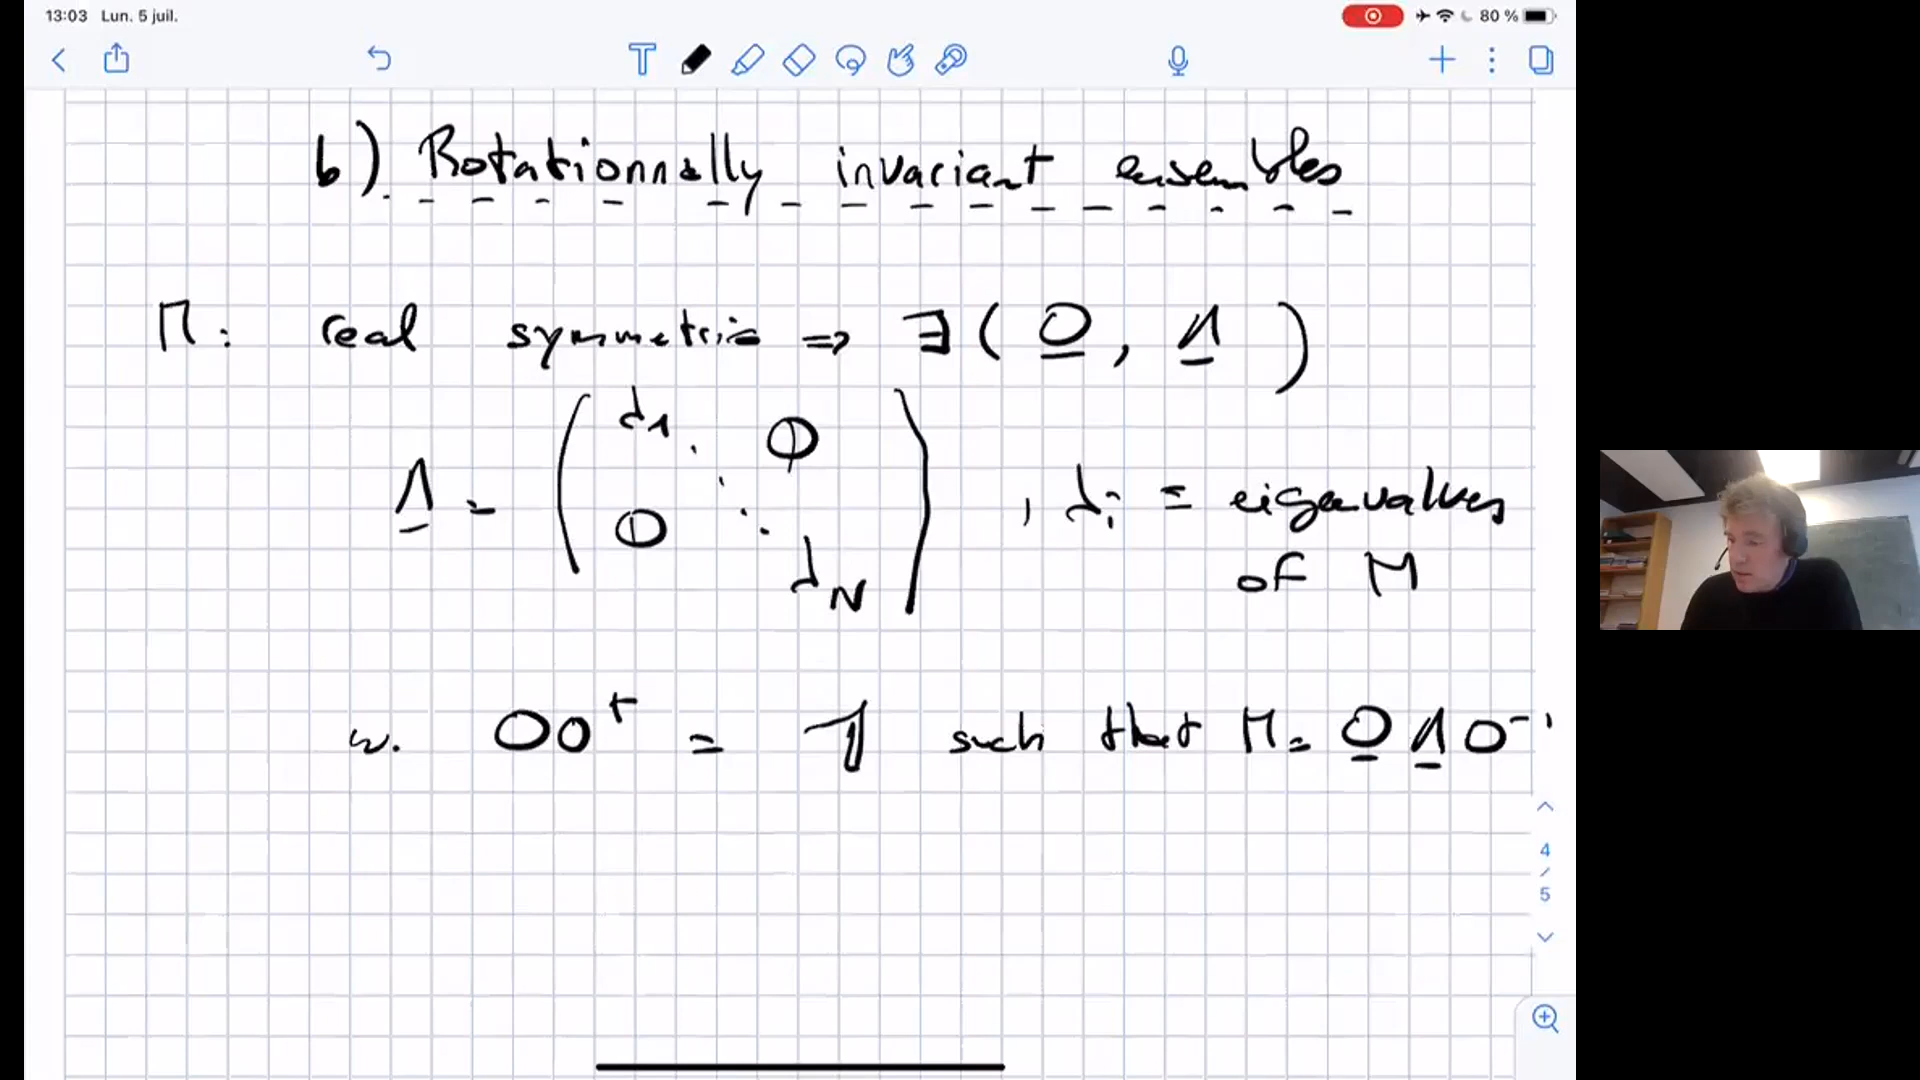 13:03 Lun. 5 juil. 80 %
b) Rotationnally invariant ensembles
M: real symmetric ⇒ ∃ ( O , Λ )
Λ = ( λ1 ⋱ λN 0 0 ) , λi = eigenvalues
of M
w. OO^t = 𝟙 such that M = O Λ O^-1
4
/
5